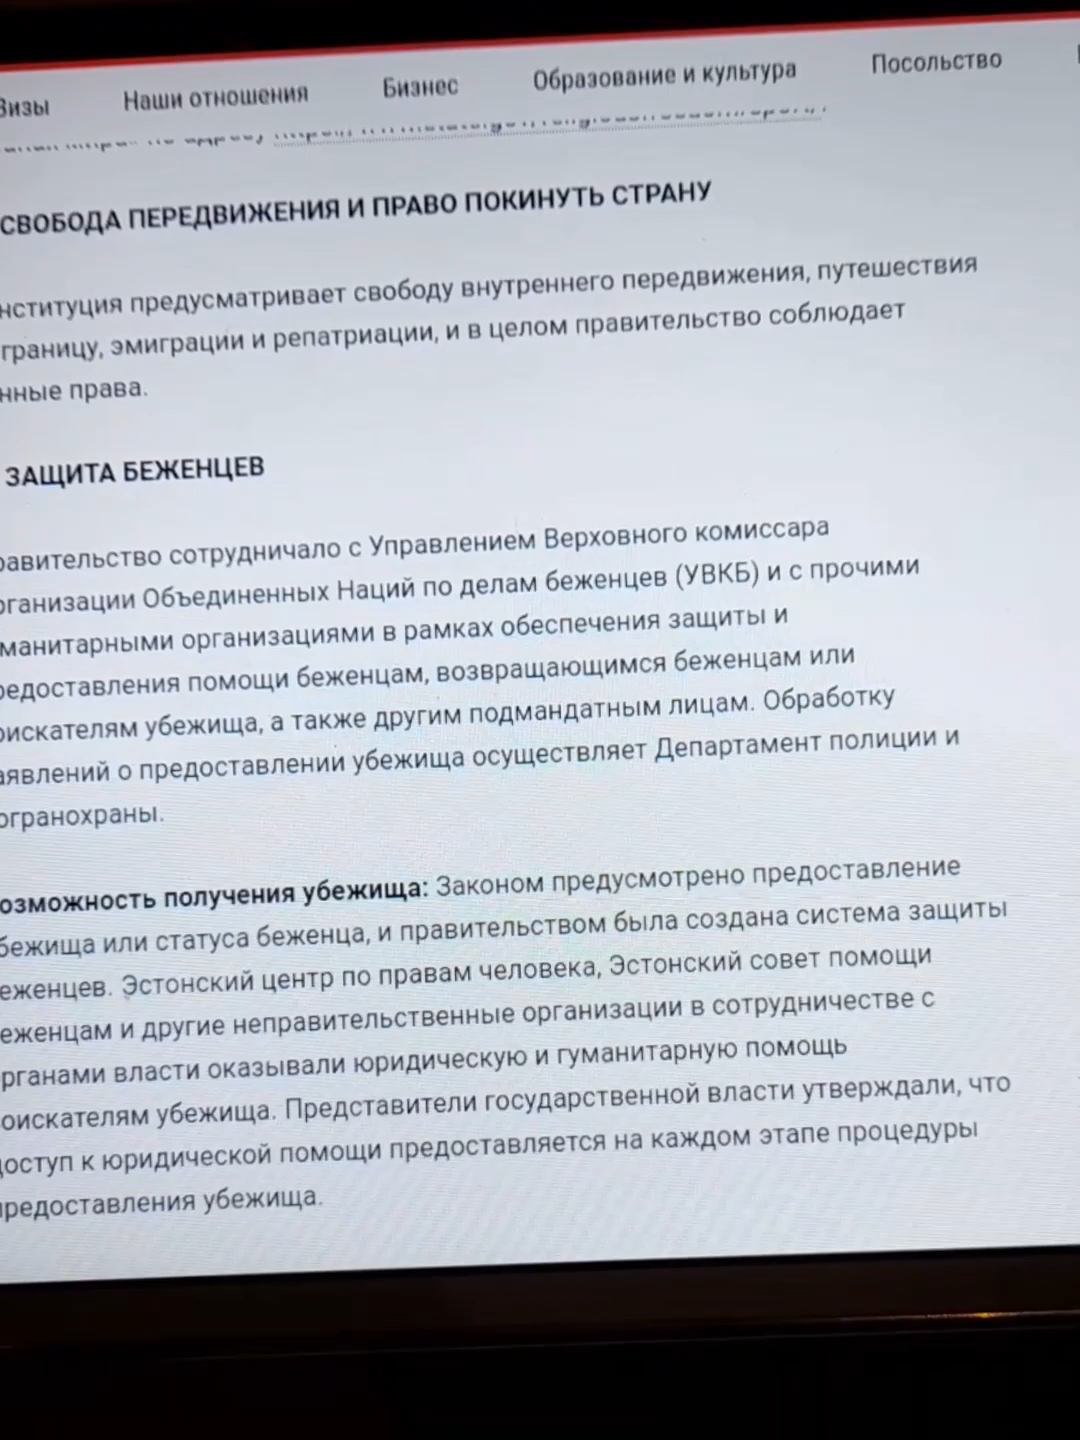 Визы Наши отношения Бизнес Образование и культура Посольство
СВОБОДА ПЕРЕДВИЖЕНИЯ И ПРАВО ПОКИНУТЬ СТРАНУ
нституция предусматривает свободу внутреннего передвижения, путешествия
границу, эмиграции и репатриации, и в целом правительство соблюдает
нные права.
ЗАЩИТА БЕЖЕНЦЕВ
равительство сотрудничало с Управлением Верховного комиссара
рганизации Объединенных Наций по делам беженцев (УВКБ) и с прочими
манитарными организациями в рамках обеспечения защиты и
редоставления помощи беженцам, возвращающимся беженцам или
оискателям убежища, а также другим подмандатным лицам. Обработку
аявлений о предоставлении убежища осуществляет Департамент полиции и
огранохраны.
озможность получения убежища: Законом предусмотрено предоставление
бежища или статуса беженца, и правительством была создана система защиты
еженцев. Эстонский центр по правам человека, Эстонский совет помощи
еженцам и другие неправительственные организации в сотрудничестве с
рганами власти оказывали юридическую и гуманитарную помощь
оискателям убежища. Представители государственной власти утверждали, что
доступ к юридической помощи предоставляется на каждом этапе процедуры
предоставления убежища.